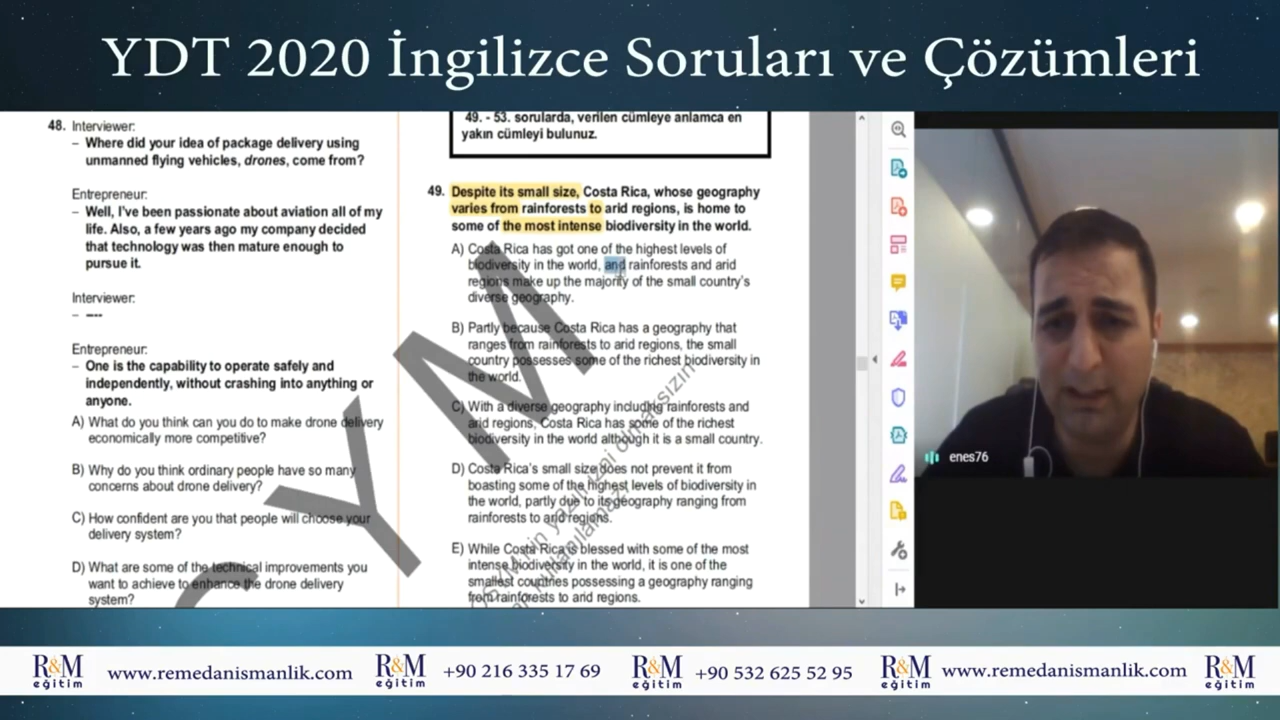 YDT 2020 İngilizce Soruları ve Çözümleri
48. Interviewer:
– Where did your idea of package delivery using
unmanned flying vehicles, drones, come from?
Entrepreneur:
– Well, I've been passionate about aviation all of my
life. Also, a few years ago my company decided
that technology was then mature enough to
pursue it.
Interviewer:
– ----
Entrepreneur:
– One is the capability to operate safely and
independently, without crashing into anything or
anyone.
A) What do you think can you do to make drone delivery
economically more competitive?
B) Why do you think ordinary people have so many
concerns about drone delivery?
C) How confident are you that people will choose your
delivery system?
D) What are some of the technical improvements you
want to achieve to enhance the drone delivery
system?
49. - 53. sorularda, verilen cümleye anlamca en
yakın cümleyi bulunuz.
49. Despite its small size, Costa Rica, whose geography
varies from rainforests to arid regions, is home to
some of the most intense biodiversity in the world.
A) Costa Rica has got one of the highest levels of
biodiversity in the world, and rainforests and arid
regions make up the majority of the small country's
diverse geography.
B) Partly because Costa Rica has a geography that
ranges from rainforests to arid regions, the small
country possesses some of the richest biodiversity in
the world.
C) With a diverse geography including rainforests and
arid regions, Costa Rica has some of the richest
biodiversity in the world although it is a small country.
D) Costa Rica's small size does not prevent it from
boasting some of the highest levels of biodiversity in
the world, partly due to its geography ranging from
rainforests to arid regions.
E) While Costa Rica is blessed with some of the most
intense biodiversity in the world, it is one of the
smallest countries possessing a geography ranging
from rainforests to arid regions.
enes76
R&M eğitim www.remedanismanlik.com R&M eğitim +90 216 335 17 69 R&M eğitim +90 532 625 52 95 R&M eğitim www.remedanismanlik.com R&M eğitim